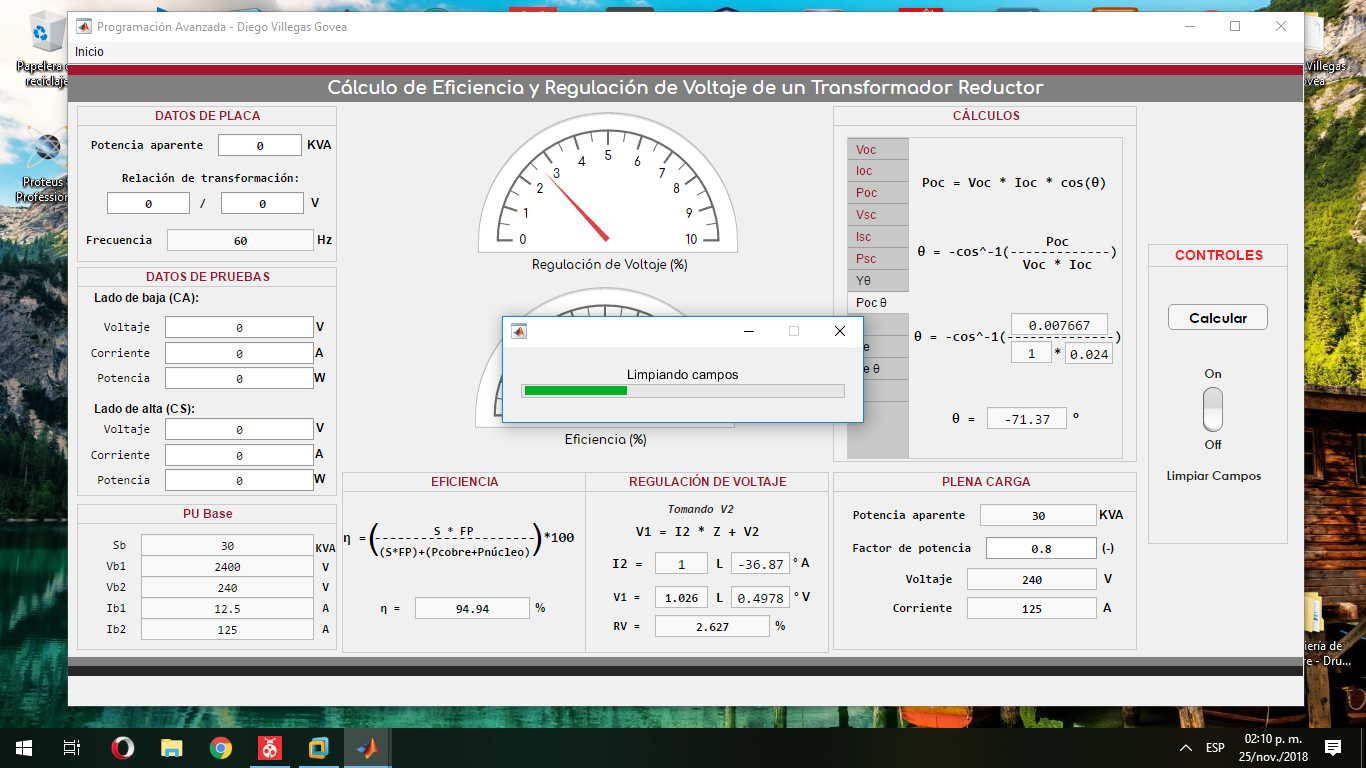 Papelera
reciclaje
Proteus 8
Profession
Villegas
ovea
iería de
re - Dru...
Programación Avanzada - Diego Villegas Govea
Inicio
Cálculo de Eficiencia y Regulación de Voltaje de un Transformador Reductor
DATOS DE PLACA
Potencia aparente 0 KVA
Relación de transformación:
0 / 0 V
Frecuencia 60 Hz
DATOS DE PRUEBAS
Lado de baja (CA):
Voltaje 0 V
Corriente 0 A
Potencia 0 W
Lado de alta (CS):
Voltaje 0 V
Corriente 0 A
Potencia 0 W
PU Base
Sb 30 KVA
Vb1 2400 V
Vb2 240 V
Ib1 12.5 A
Ib2 125 A
0 1 2 3 4 5 6 7 8 9 10
Regulación de Voltaje (%)
Limpiando campos
Eficiencia (%)
EFICIENCIA
η =(S * FP
(S*FP)+(Pcobre+Pnúcleo))*100
η = 94.94 %
REGULACIÓN DE VOLTAJE
Tomando V2
V1 = I2 * Z + V2
I2 = 1 L -36.87 ° A
V1 = 1.026 L 0.4978 ° V
RV = 2.627 %
CÁLCULOS
Voc
Ioc
Poc
Vsc
Isc
Psc
Yθ
Poc θ
e
e θ
Poc = Voc * Ioc * cos(θ)
θ = -cos^-1(Poc
-------------)
Voc * Ioc
θ = -cos^-1(0.007667
--------------)
1 * 0.024
θ = -71.37 °
PLENA CARGA
Potencia aparente 30 KVA
Factor de potencia 0.8 (-)
Voltaje 240 V
Corriente 125 A
CONTROLES
Calcular
On
Off
Limpiar Campos
ESP
02:10 p. m.
25/nov./2018